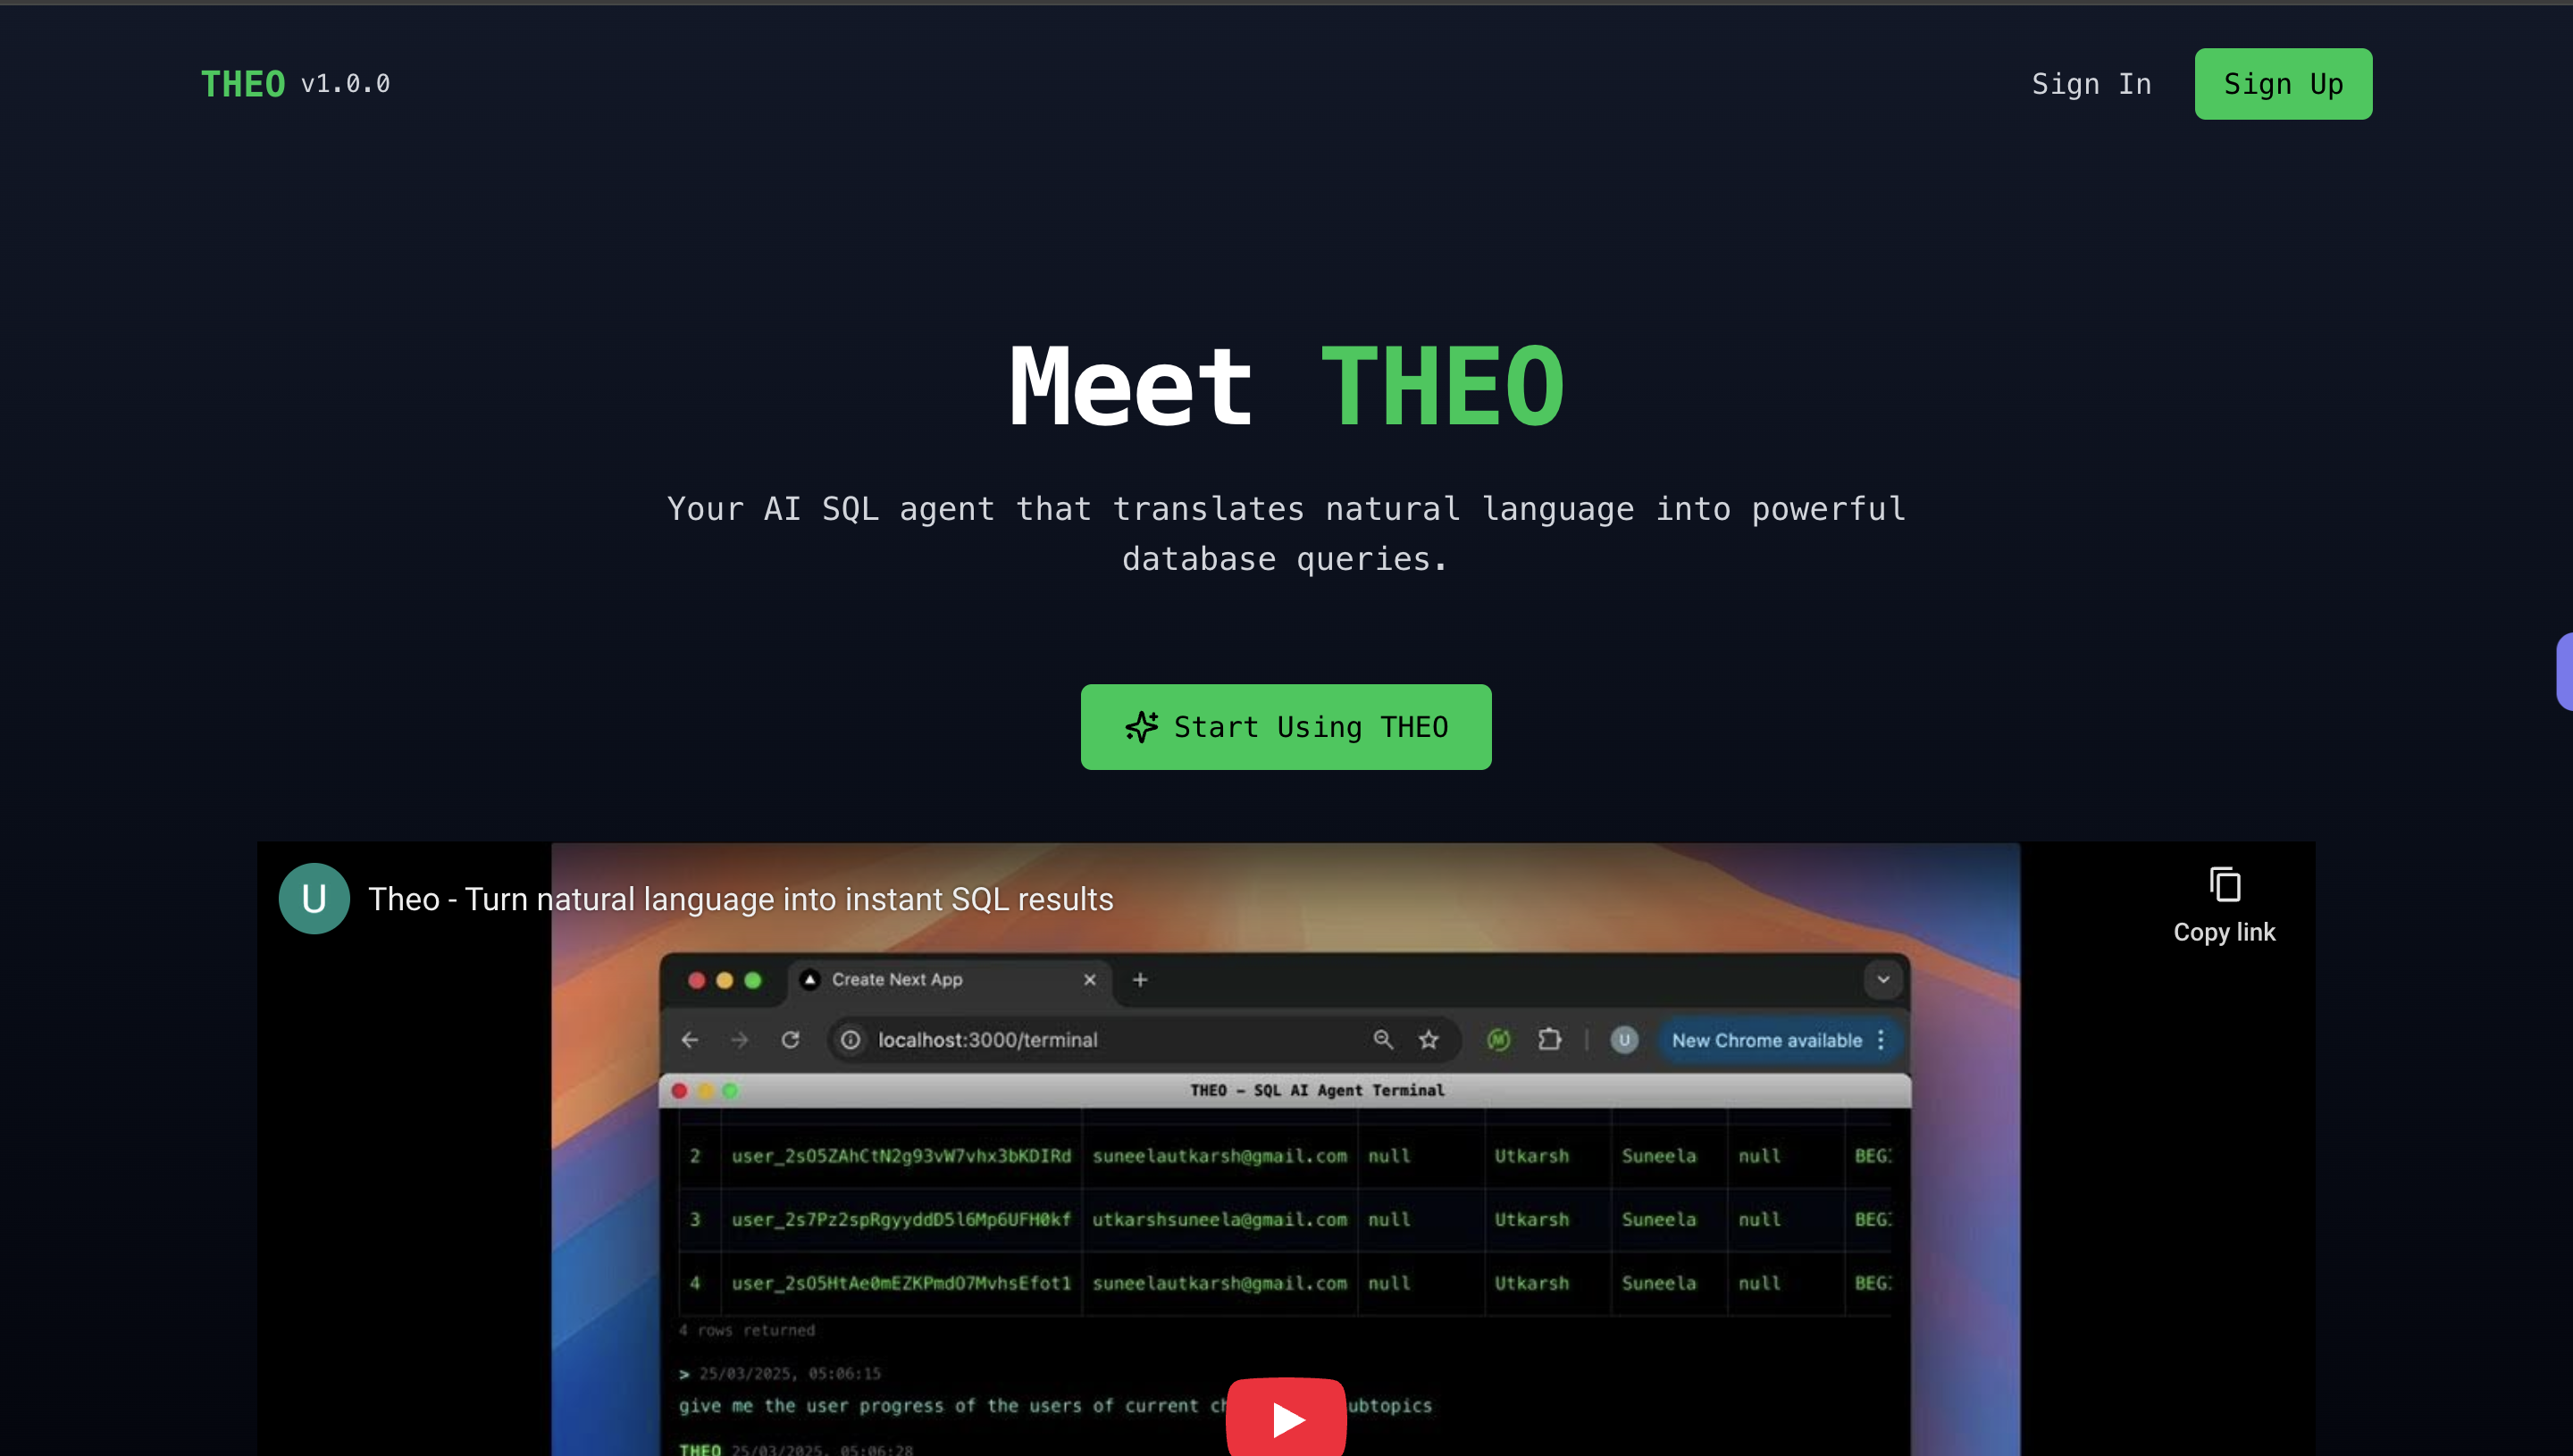 THEO v1.0.0
Sign In
Sign Up
Meet THEO
Your AI SQL agent that translates natural language into powerful
database queries.
Start Using THEO
U
Theo - Turn natural language into instant SQL results
Copy link
Create Next App
localhost:3000/terminal
U
New Chrome available
THEO – SQL AI Agent Terminal
2 user_2sO5ZAhCtN2g93vW7vhx3bKDIRd suneelautkarsh@gmail.com null Utkarsh Suneela null BEG
3 user_2s7Pz2spRgyyddD5l6Mp6UFH0kf utkarshsuneela@gmail.com null Utkarsh Suneela null BEG
4 user_2sO5HtAe0mEZKPmdO7MvhsEfot1 suneelautkarsh@gmail.com null Utkarsh Suneela null BEG
4 rows returned
> 25/03/2025, 05:06:15
give me the user progress of the users of current ch ubtopics
THEO 25/03/2025, 05:06:28